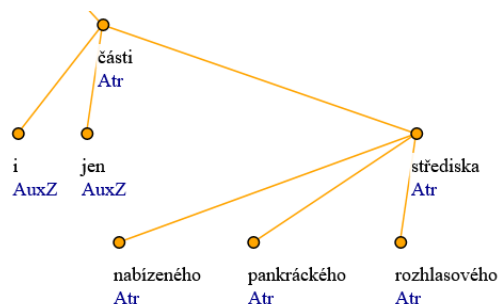 části
Atr
i
AuxZ
jen
AuxZ
střediska
Atr
nabízeného
Atr
pankráckého
Atr
rozhlasového
Atr